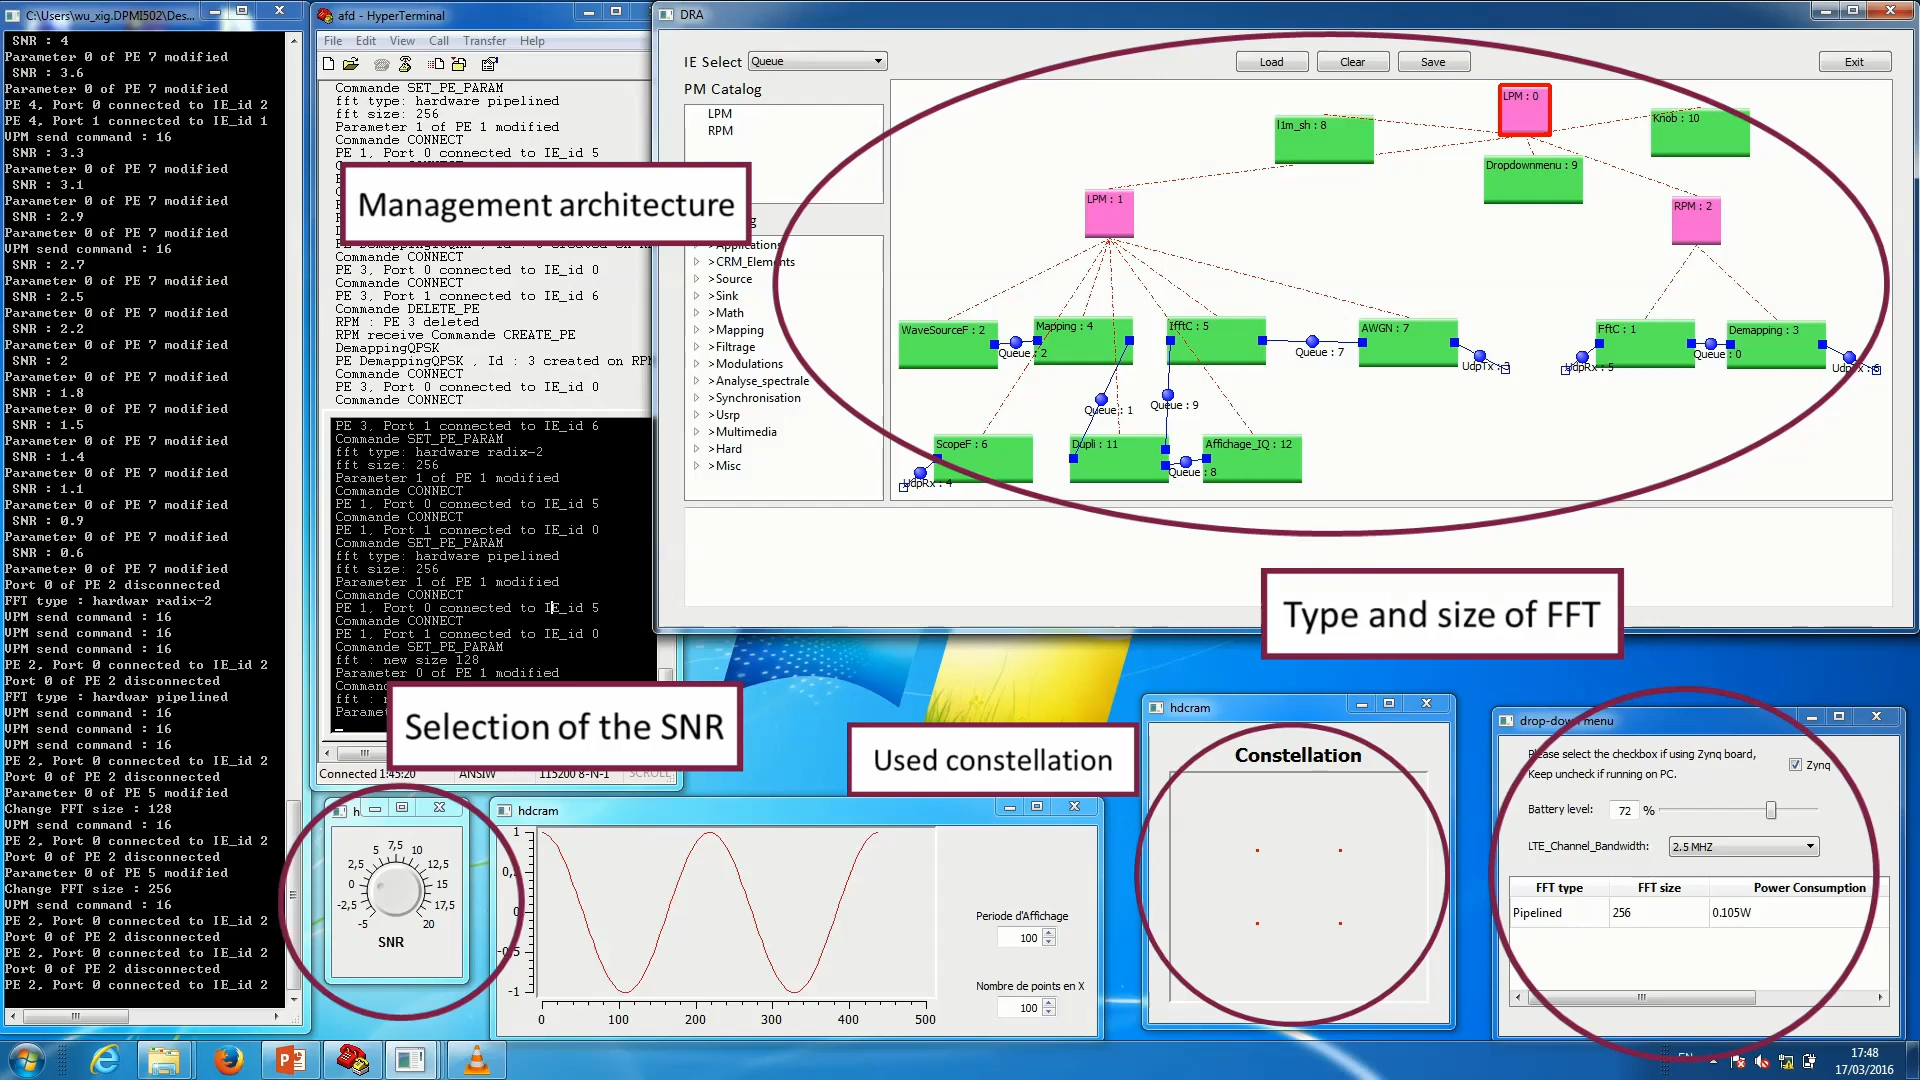 C:\Users\wu_xig.DPMI502\Des...
SNR : 4
Parameter 0 of PE 7 modified
SNR : 3.6
Parameter 0 of PE 7 modified
PE 4, Port 0 connected to IE_id 2
PE 4, Port 1 connected to IE_id 1
VPM send command : 16
SNR : 3.3
Parameter 0 of PE 7 modified
SNR : 3.1
Parameter 0 of PE 7 modified
SNR : 2.9
Parameter 0 of PE 7 modified
VPM send command : 16
SNR : 2.7
Parameter 0 of PE 7 modified
SNR : 2.5
Parameter 0 of PE 7 modified
SNR : 2.2
Parameter 0 of PE 7 modified
SNR : 2
Parameter 0 of PE 7 modified
SNR : 1.8
Parameter 0 of PE 7 modified
SNR : 1.5
Parameter 0 of PE 7 modified
SNR : 1.4
Parameter 0 of PE 7 modified
SNR : 1.1
Parameter 0 of PE 7 modified
SNR : 0.9
Parameter 0 of PE 7 modified
SNR : 0.6
Parameter 0 of PE 7 modified
Port 0 of PE 2 disconnected
FFT type : hardwar radix-2
VPM send command : 16
VPM send command : 16
VPM send command : 16
PE 2, Port 0 connected to IE_id 2
Port 0 of PE 2 disconnected
FFT type : hardwar pipelined
VPM send command : 16
VPM send command : 16
VPM send command : 16
PE 2, Port 0 connected to IE_id 2
Port 0 of PE 2 disconnected
Parameter 0 of PE 5 modified
Change FFT size : 128
VPM send command : 16
PE 2, Port 0 connected to IE_id 2
Port 0 of PE 2 disconnected
Parameter 0 of PE 5 modified
Change FFT size : 256
VPM send command : 16
PE 2, Port 0 connected to IE_id 2
Port 0 of PE 2 disconnected
PE 2, Port 0 connected to IE_id 2
Port 0 of PE 2 disconnected
PE 2, Port 0 connected to IE_id 2
afd - HyperTerminal
File Edit View Call Transfer Help
Commande SET_PE_PARAM
fft type: hardware pipelined
fft size: 256
Parameter 1 of PE 1 modified
Commande CONNECT
PE 1, Port 0 connected to IE_id 5
Management architecture
Commande CONNECT
PE 3, Port 0 connected to IE_id 0
Commande CONNECT
PE 3, Port 1 connected to IE_id 6
Commande DELETE_PE
RPM : PE 3 deleted
RPM receive Commande CREATE_PE
DemappingQPSK
PE DemappingQPSK , Id : 3 created on RPM
Commande CONNECT
PE 3, Port 0 connected to IE_id 0
Commande CONNECT
PE 3, Port 1 connected to IE_id 6
Commande SET_PE_PARAM
fft type: hardware radix-2
fft size: 256
Parameter 1 of PE 1 modified
Commande CONNECT
PE 1, Port 0 connected to IE_id 5
Commande CONNECT
PE 1, Port 1 connected to IE_id 0
Commande SET_PE_PARAM
fft type: hardware pipelined
fft size: 256
Parameter 1 of PE 1 modified
Commande CONNECT
PE 1, Port 0 connected to IE_id 5
Commande CONNECT
PE 1, Port 1 connected to IE_id 0
Commande SET_PE_PARAM
fft : new size 128
Parameter 0 of PE 1 modified
Selection of the SNR
Connected 1:45:20 ANSIW 115200 8-N-1 SCROLL
DRA
IE Select Queue Load Clear Save Exit
PM Catalog
LPM
RPM
>Applications
>CRM_Elements
>Source
>Sink
>Math
>Mapping
>Filtrage
>Modulations
>Analyse_spectrale
>Synchronisation
>Usrp
>Multimedia
>Hard
>Misc
LPM : 0
l1m_sh : 8
Knob : 10
Dropdownmenu : 9
LPM : 1
RPM : 2
WaveSourceF : 2
Queue : 2
Mapping : 4
IfftC : 5
Queue : 7
AWGN : 7
UdpTx : 3
UdpRx : 5
FftC : 1
Queue : 0
Demapping : 3
UdpTx : 6
Queue : 1
Queue : 9
ScopeF : 6
UdpRx : 4
Dupli : 11
Queue : 8
Affichage_IQ : 12
Type and size of FFT
Used constellation
-5 -2,5 0 2,5 5 7,5 10 12,5 15 17,5 20
SNR
hdcram
1
0
-0,5
-1
0 100 200 300 400 500
Periode d'Affichage
100
Nombre de points en X
100
hdcram
Constellation
drop-down menu
Please select the checkbox if using Zynq board,
Keep uncheck if running on PC.
Zynq
Battery level: 72 %
LTE_Channel_Bandwidth: 2.5 MHZ
FFT type FFT size Power Consumption
Pipelined 256 0.105W
EN
17:48
17/03/2016